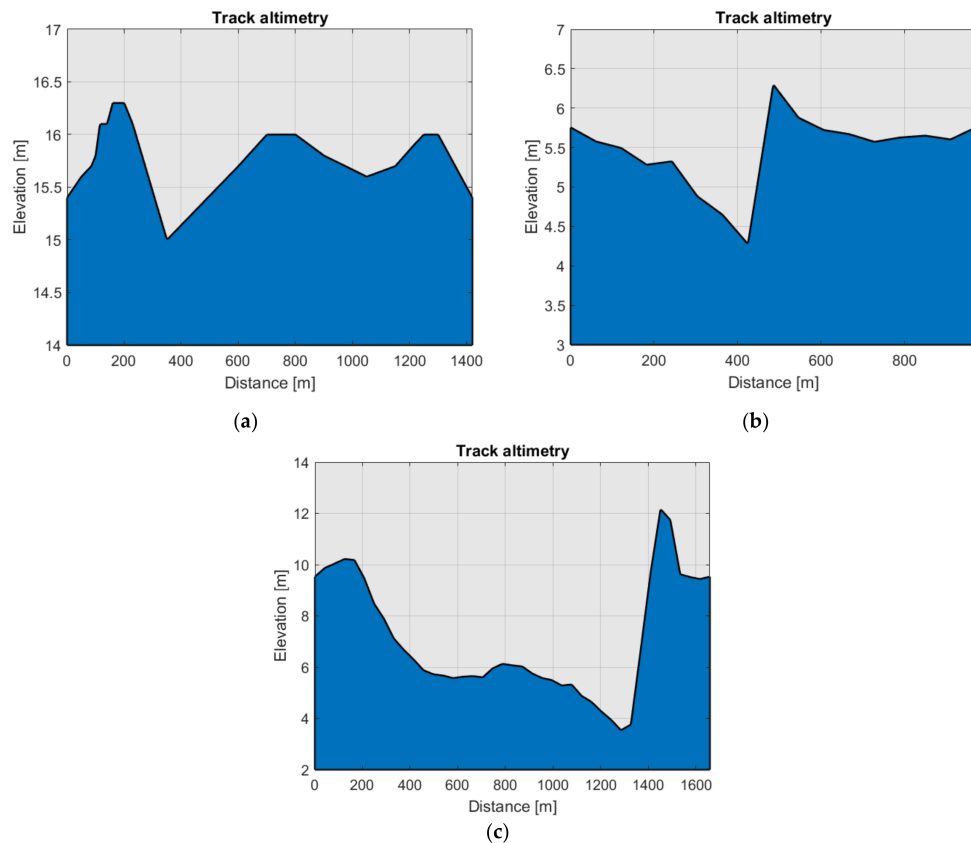 Track altimetry
17
16.5
16
15.5
15
14.5
14
Elevation [m]
0 200 400 600 800 1000 1200 1400
Distance [m]
(a)
Track altimetry
7
6.5
6
5.5
5
4.5
4
3.5
3
Elevation [m]
0 200 400 600 800
Distance [m]
(b)
Track altimetry
14
12
10
8
6
4
2
Elevation [m]
0 200 400 600 800 1000 1200 1400 1600
Distance [m]
(c)